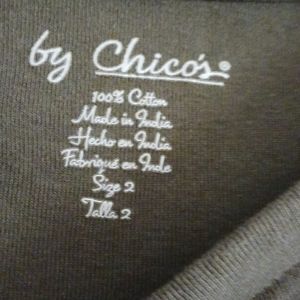 by Chico's®
100% Cotton
Made in India
Hecho en India
Fabriqué en Inde
Size 2
Talla 2